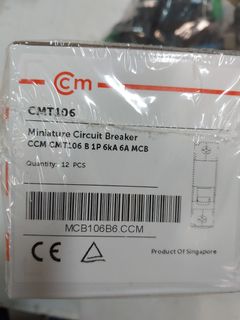 Cm
CMT106
Miniature Circuit Breaker
CCM CMT106 B 1P 6kA 6A MCB
Quantity: 12 PCS
MCB106B6 CCM
CE
Product Of Singapore